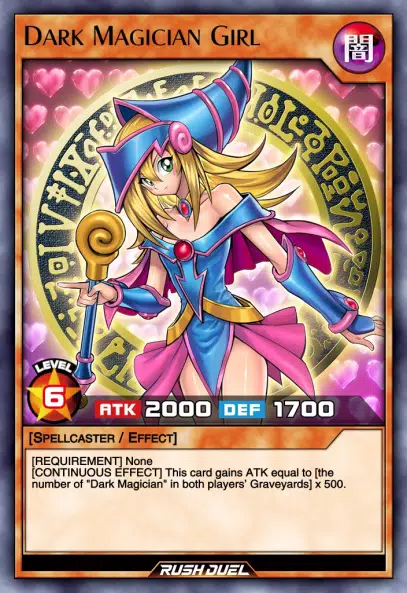 DARK MAGICIAN GIRL
闇
LEVEL
6
ATK 2000 DEF 1700
[SPELLCASTER / EFFECT]
[REQUIREMENT] None
[CONTINUOUS EFFECT] This card gains ATK equal to [the
number of "Dark Magician" in both players' Graveyards] x 500.
RUSH DUEL